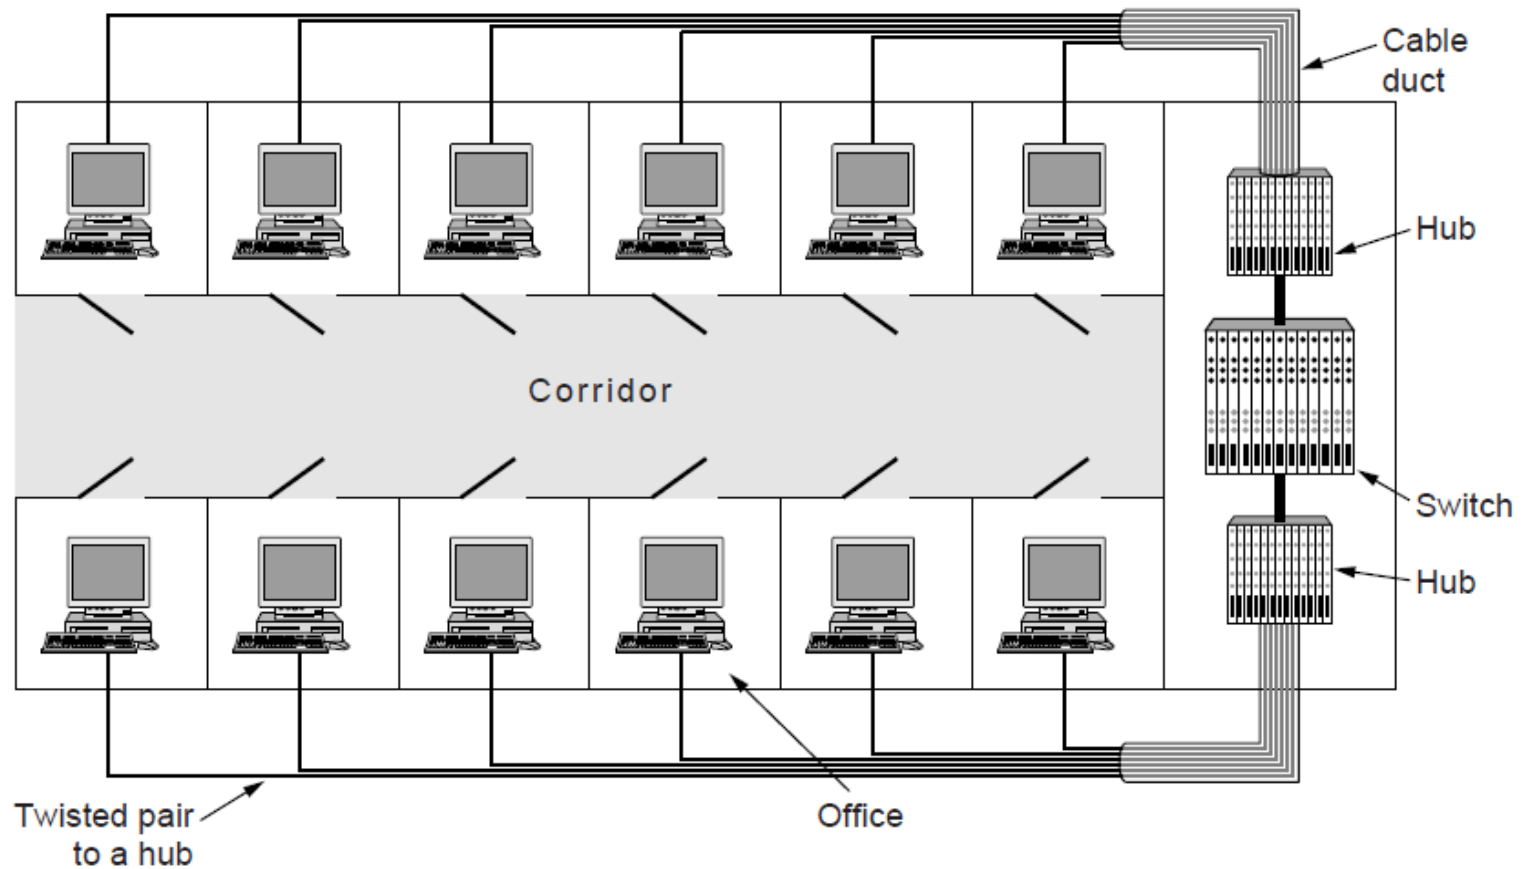 Cable
duct
Hub
Corridor
Switch
Hub
Office
Twisted pair
to a hub